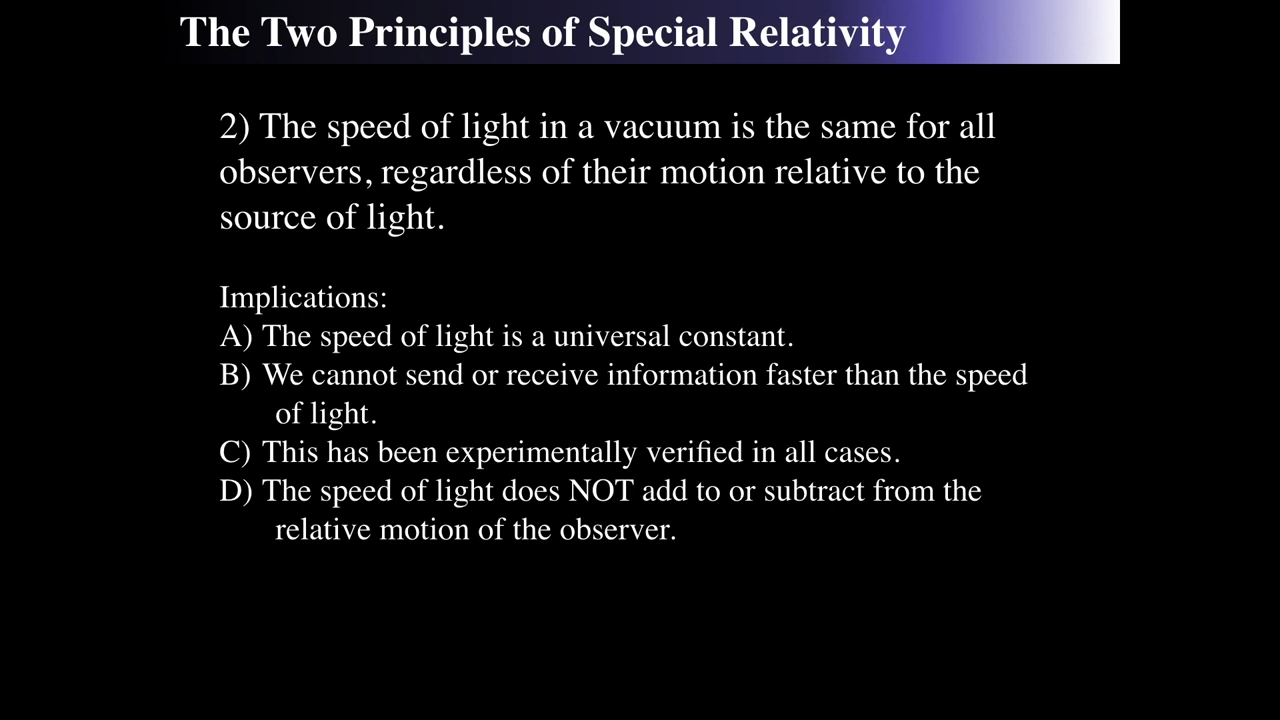 The Two Principles of Special Relativity
2) The speed of light in a vacuum is the same for all
observers, regardless of their motion relative to the
source of light.
Implications:
A) The speed of light is a universal constant.
B) We cannot send or receive information faster than the speed
of light.
C) This has been experimentally verified in all cases.
D) The speed of light does NOT add to or subtract from the
relative motion of the observer.